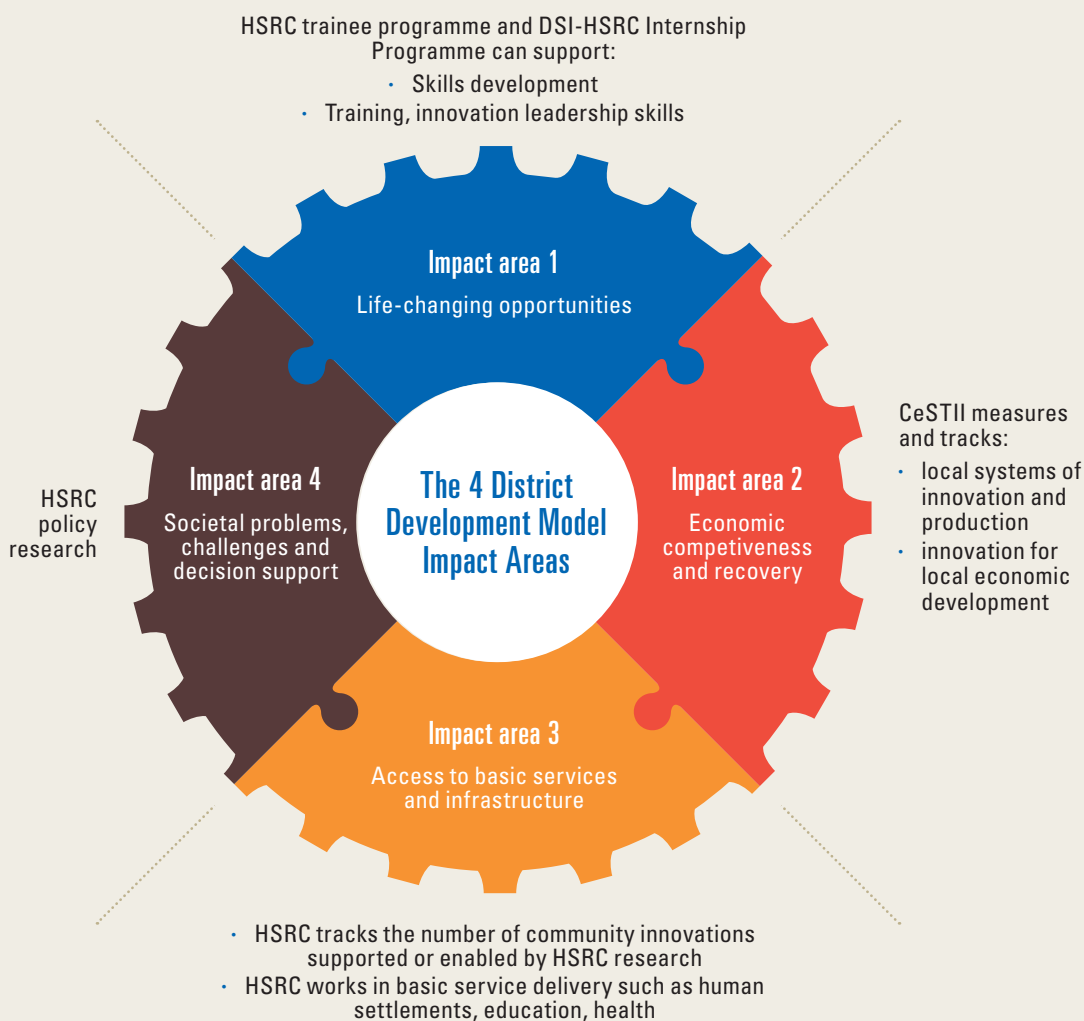 HSRC trainee programme and DSI-HSRC Internship
Programme can support:
· Skills development
· Training, innovation leadership skills
Impact area 1
Life-changing opportunities
Impact area 2
Economic
competiveness
and recovery
CeSTII measures
and tracks:
· local systems of
innovation and
production
· innovation for
local economic
development
The 4 District
Development Model
Impact Areas
Impact area 4
Societal problems,
challenges and
decision support
HSRC
policy
research
Impact area 3
Access to basic services
and infrastructure
· HSRC tracks the number of community innovations
supported or enabled by HSRC research
· HSRC works in basic service delivery such as human
settlements, education, health